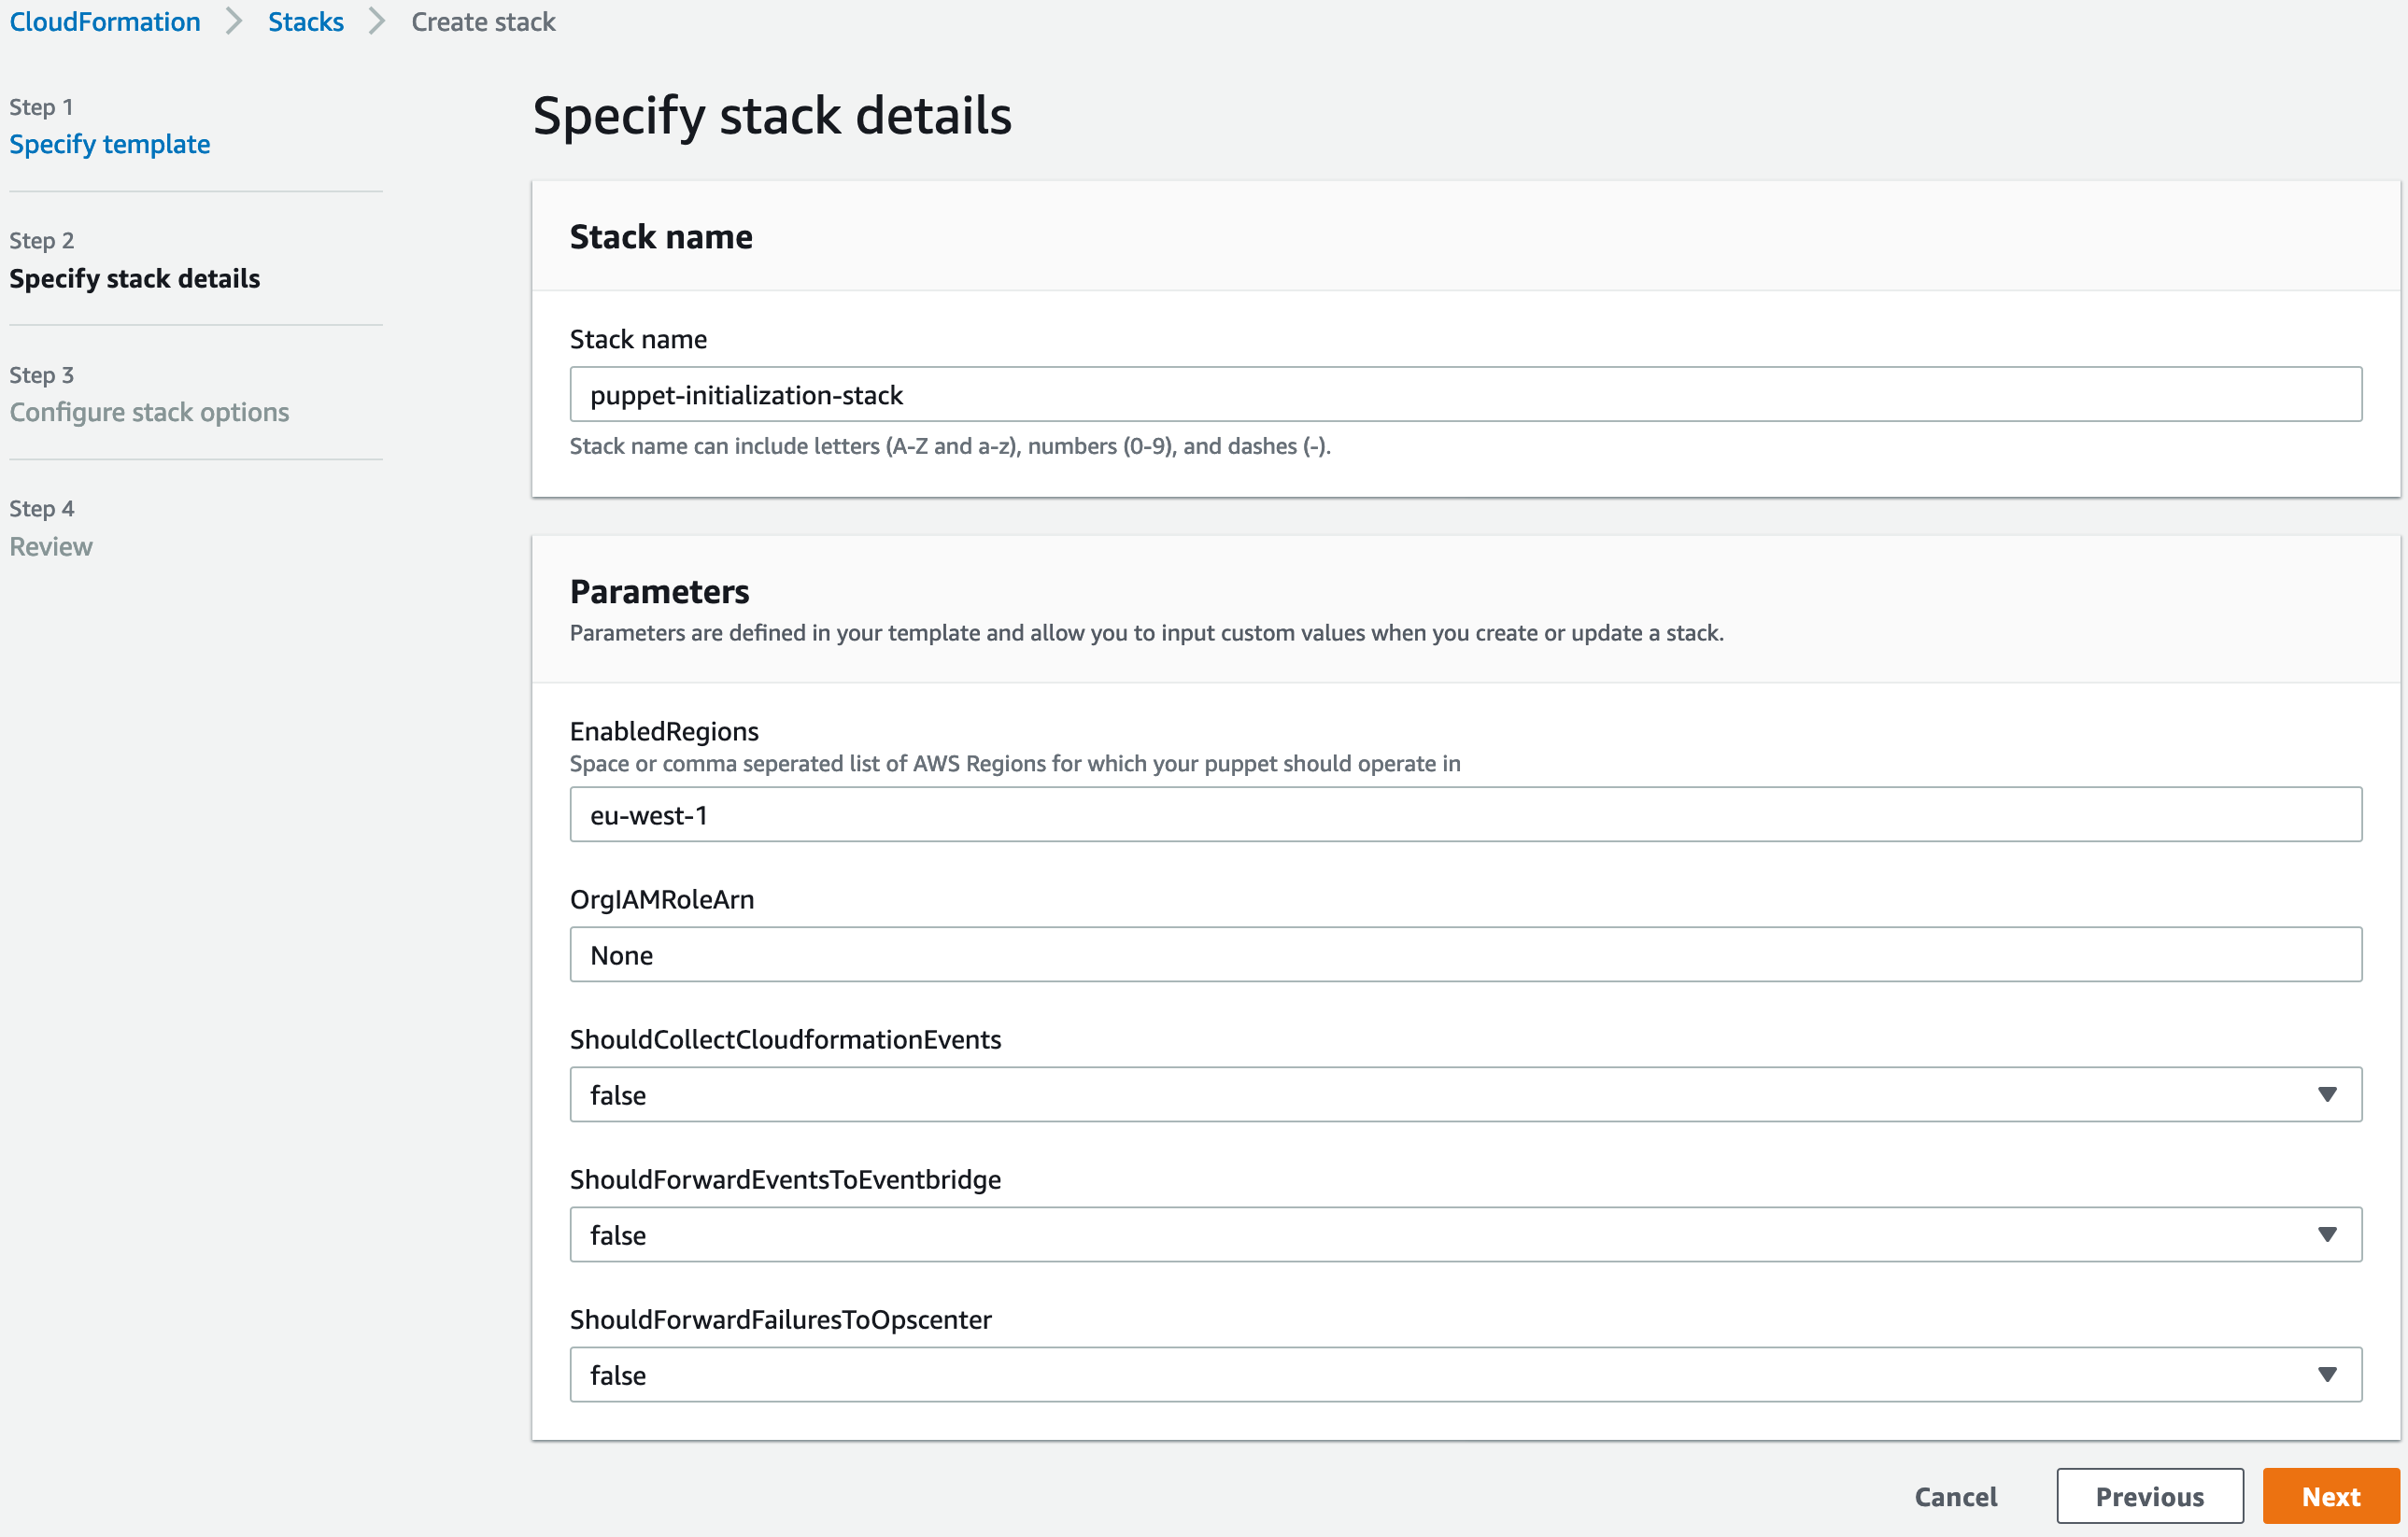 CloudFormation > Stacks > Create stack
Step 1
Specify template
Step 2
Specify stack details
Step 3
Configure stack options
Step 4
Review
Specify stack details
Stack name
Stack name
puppet-initialization-stack
Stack name can include letters (A-Z and a-z), numbers (0-9), and dashes (-).
Parameters
Parameters are defined in your template and allow you to input custom values when you create or update a stack.
EnabledRegions
Space or comma seperated list of AWS Regions for which your puppet should operate in
eu-west-1
OrgIAMRoleArn
None
ShouldCollectCloudformationEvents
false
ShouldForwardEventsToEventbridge
false
ShouldForwardFailuresToOpscenter
false
Cancel Previous Next